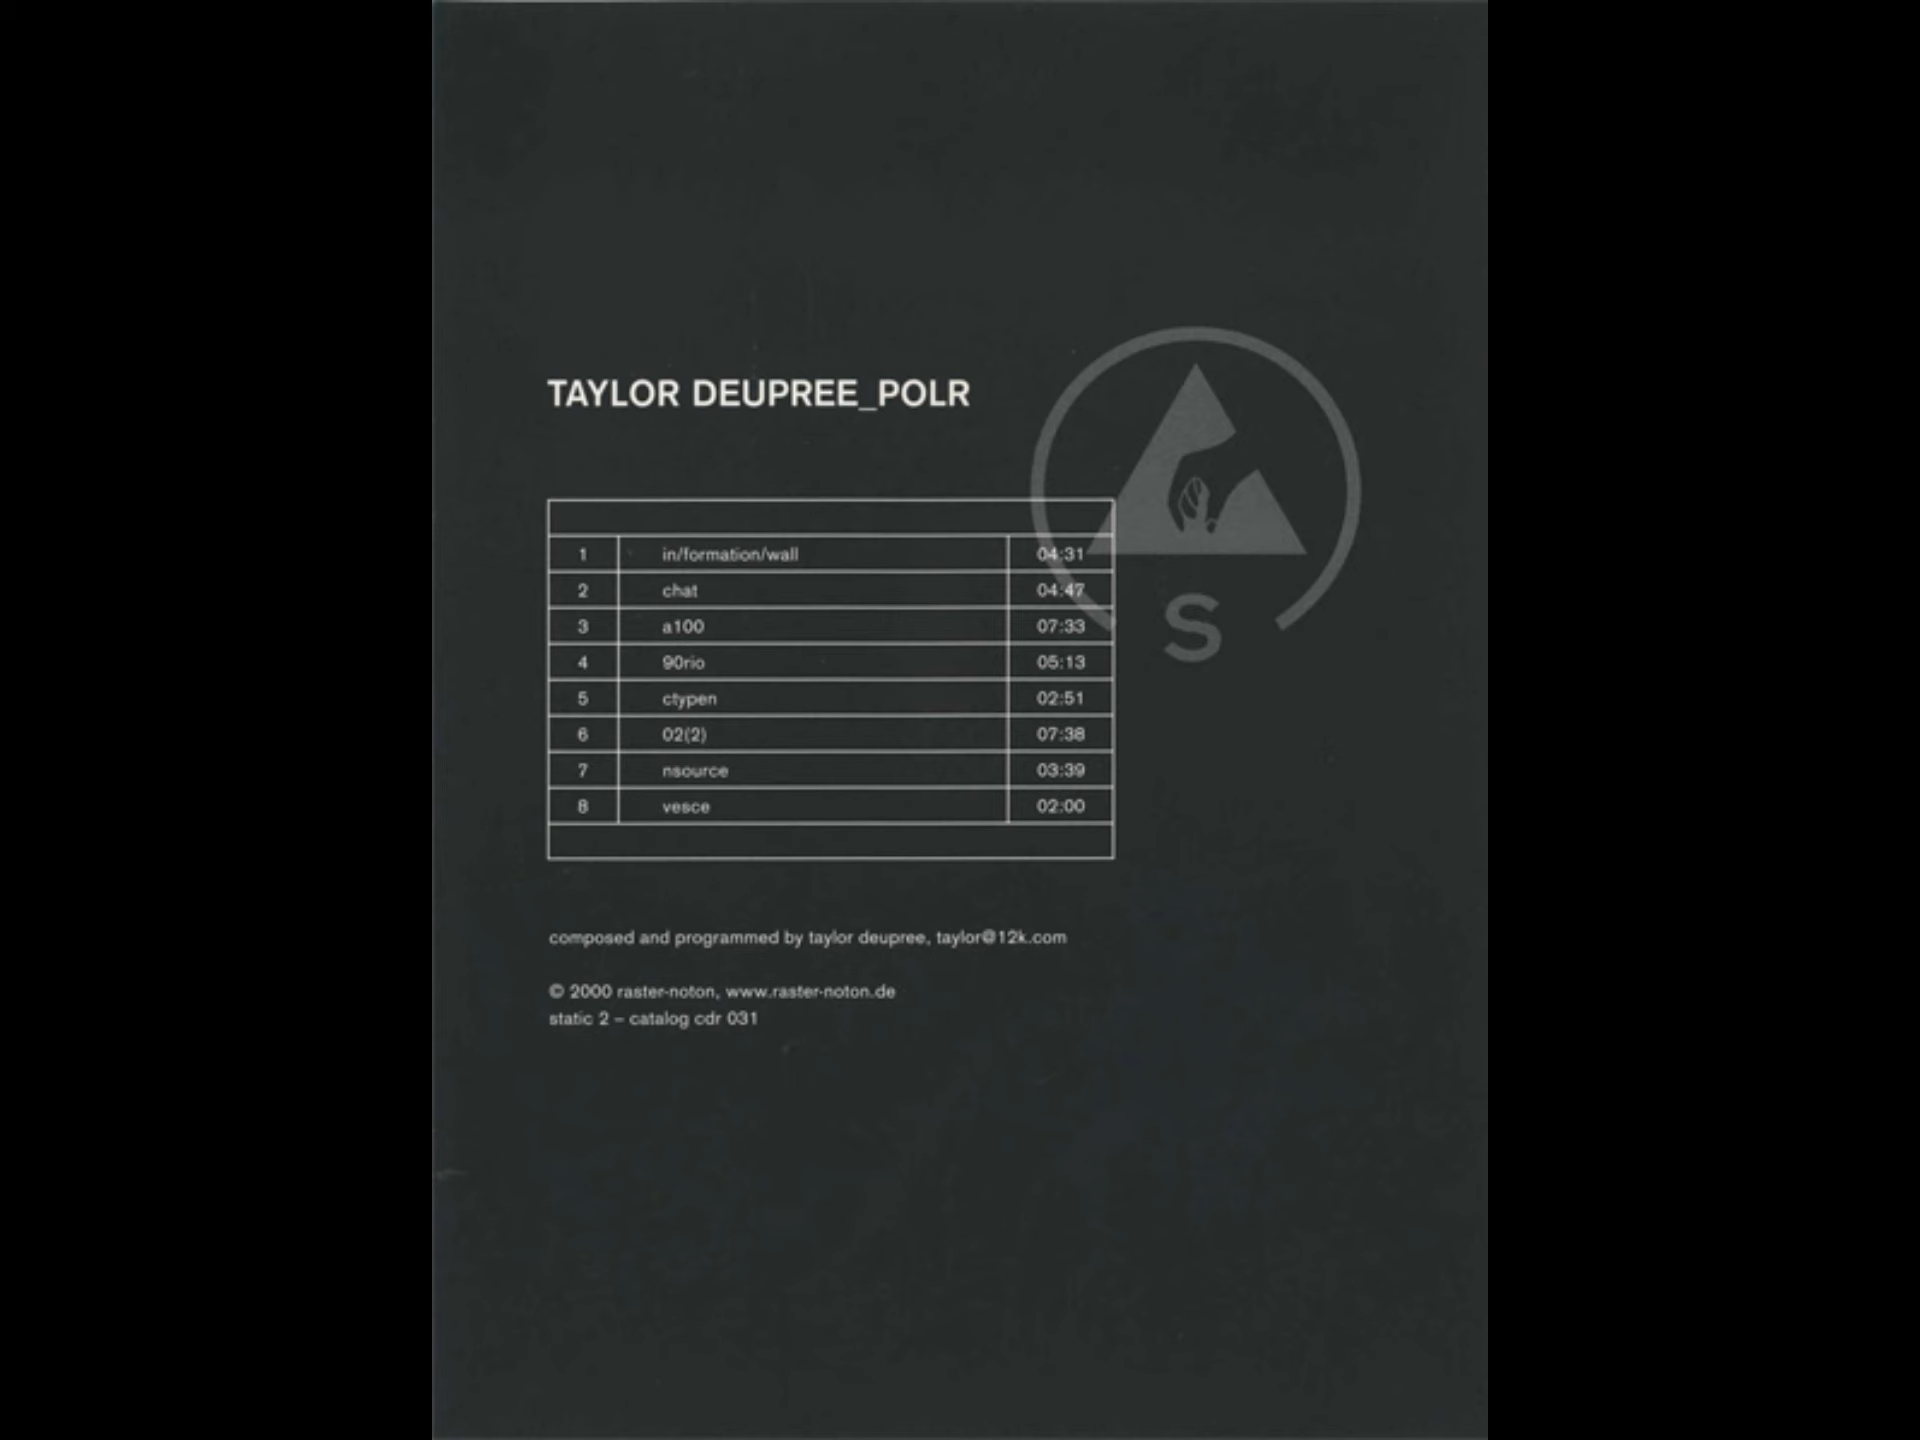 TAYLOR DEUPREE_POLR
1 in/formation/wall 04:31
2 chat 04:47
3 a100 07:33
4 90rio 05:13
5 ctypen 02:51
6 02(2) 07:38
7 nsource 03:39
8 vesce 02:00
S
composed and programmed by taylor deupree, taylor@12k.com
© 2000 raster-noton, www.raster-noton.de
static 2 – catalog cdr 031